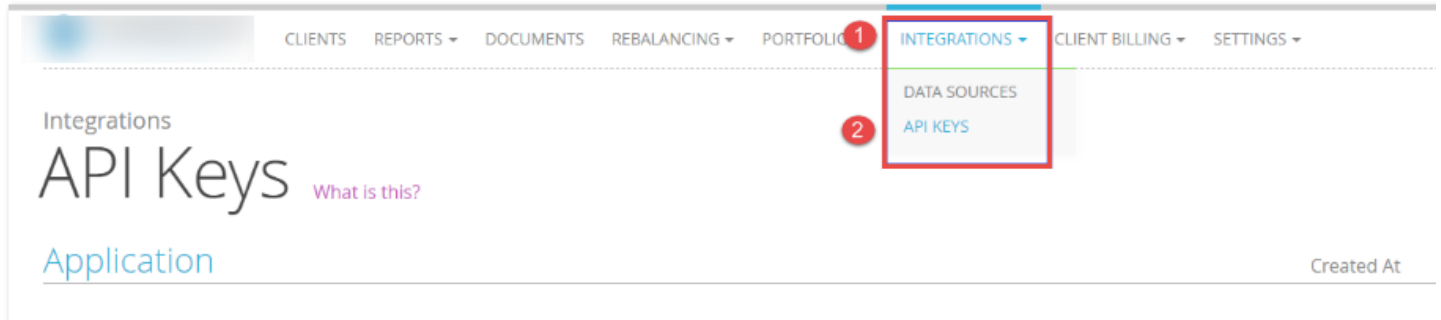 CLIENTS REPORTS DOCUMENTS REBALANCING PORTFOLIO 1 INTEGRATIONS CLIENT BILLING SETTINGS
DATA SOURCES
2 API KEYS
Integrations
API Keys What is this?
Application Created At